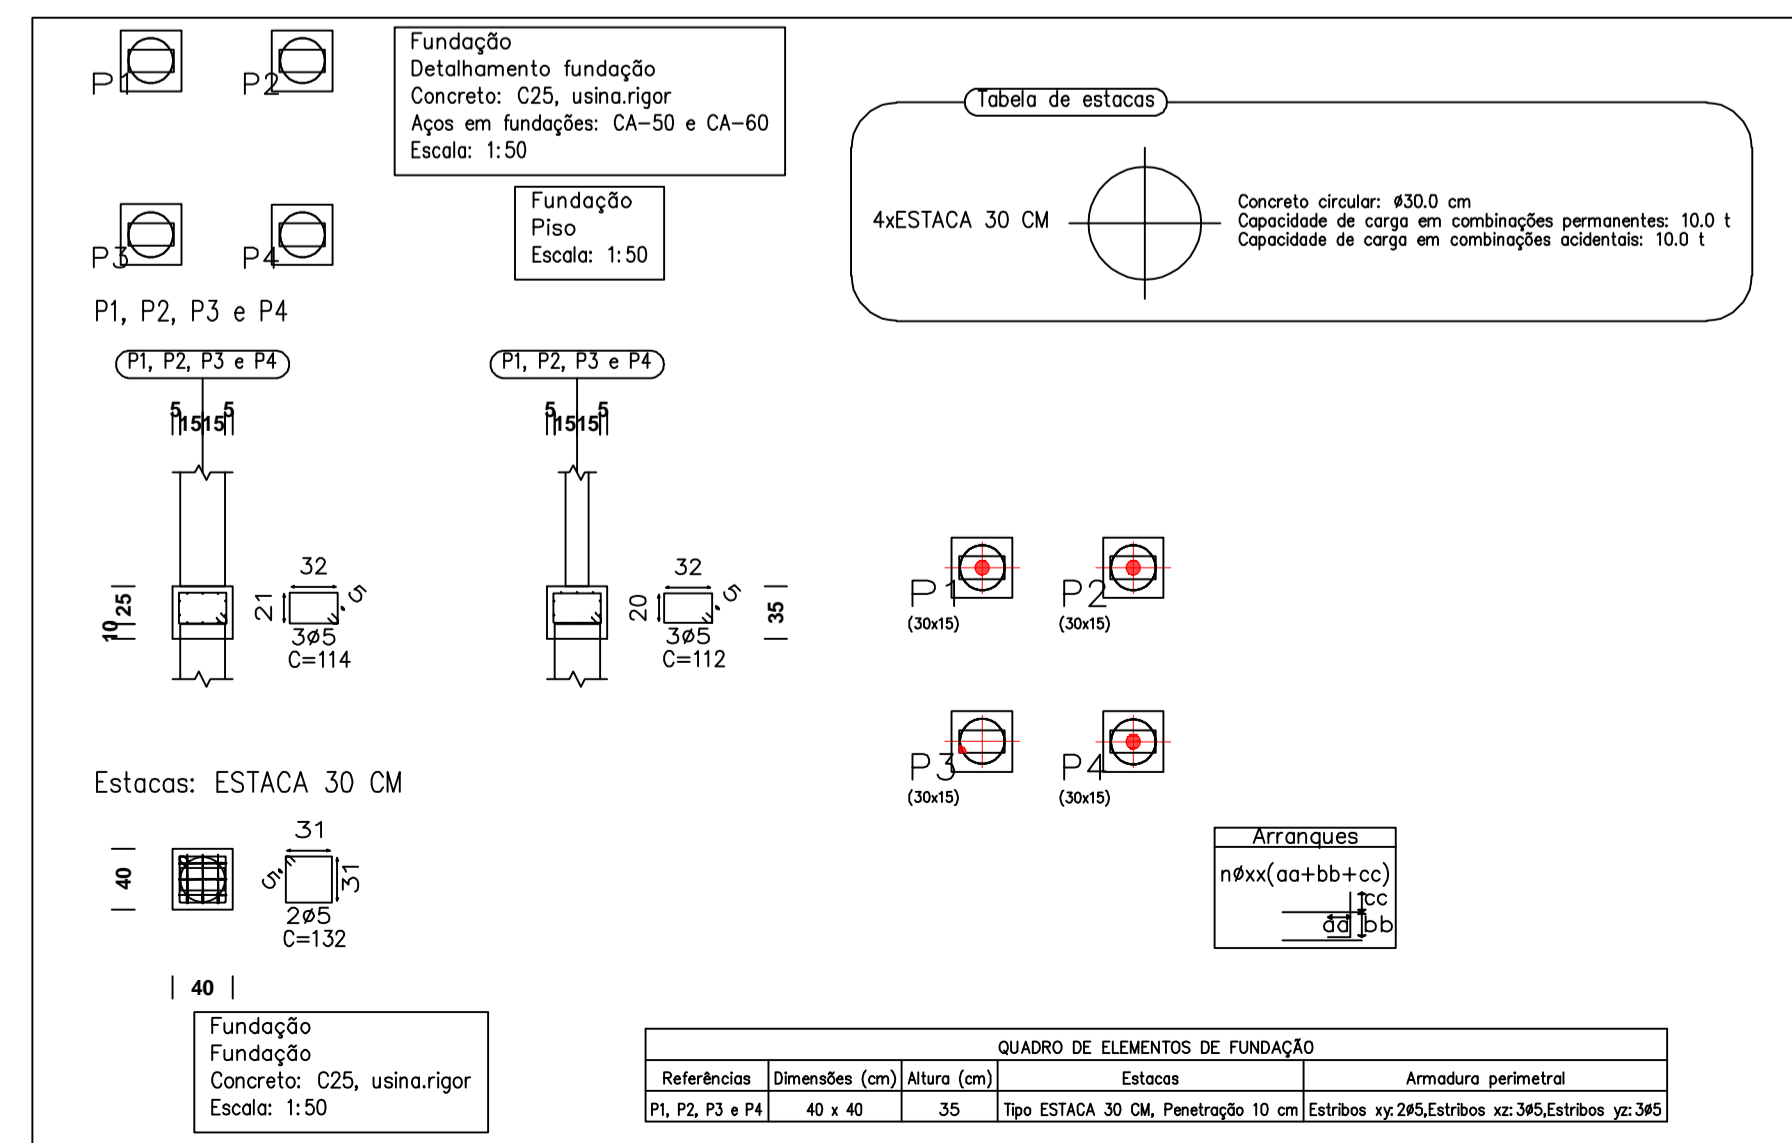 P1
P2
Fundação
Detalhamento fundação
Concreto: C25, usina.rigor
Aços em fundações: CA-50 e CA-60
Escala: 1:50
Tabela de estacas
4xESTACA 30 CM
Concreto circular: Ø30.0 cm
Capacidade de carga em combinações permanentes: 10.0 t
Capacidade de carga em combinações acidentais: 10.0 t
Fundação
Piso
Escala: 1:50
P3
P4
P1, P2, P3 e P4
P1, P2, P3 e P4
5
15
15
5
25
10
32
21
5
3Ø5
C=114
P1, P2, P3 e P4
5
15
15
5
32
20
5
3Ø5
C=112
35
P1
(30x15)
P2
(30x15)
P3
(30x15)
P4
(30x15)
Estacas: ESTACA 30 CM
40
40
31
31
5
2Ø5
C=132
Arranques
nØxx(aa+bb+cc)
cc
aa
bb
Fundação
Fundação
Concreto: C25, usina.rigor
Escala: 1:50
QUADRO DE ELEMENTOS DE FUNDAÇÃO
Referências Dimensões (cm) Altura (cm) Estacas Armadura perimetral
P1, P2, P3 e P4 40 x 40 35 Tipo ESTACA 30 CM, Penetração 10 cm Estribos xy:2Ø5,Estribos xz:3Ø5,Estribos yz:3Ø5